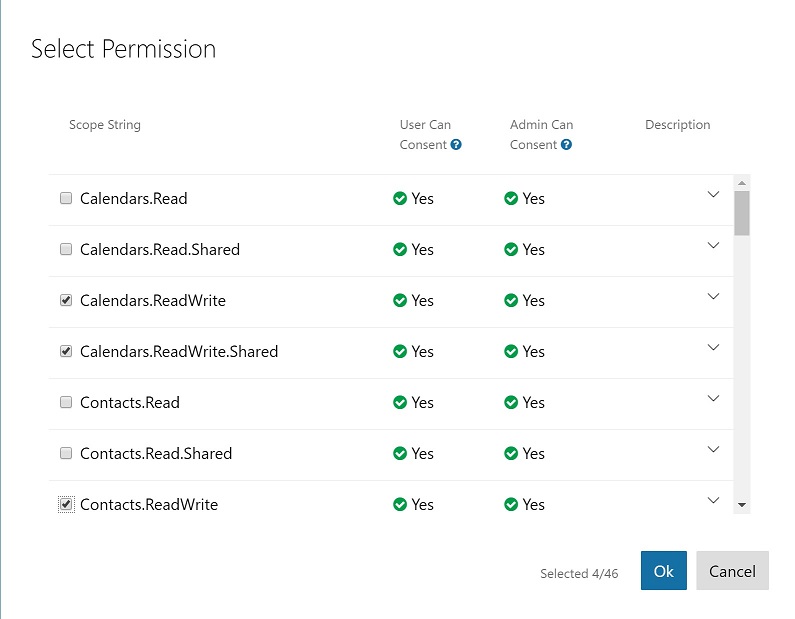 Select Permission
Scope String User Can Consent ? Admin Can Consent ? Description
Calendars.Read Yes Yes
Calendars.Read.Shared Yes Yes
Calendars.ReadWrite Yes Yes
Calendars.ReadWrite.Shared Yes Yes
Contacts.Read Yes Yes
Contacts.Read.Shared Yes Yes
Contacts.ReadWrite Yes Yes
Selected 4/46 Ok Cancel